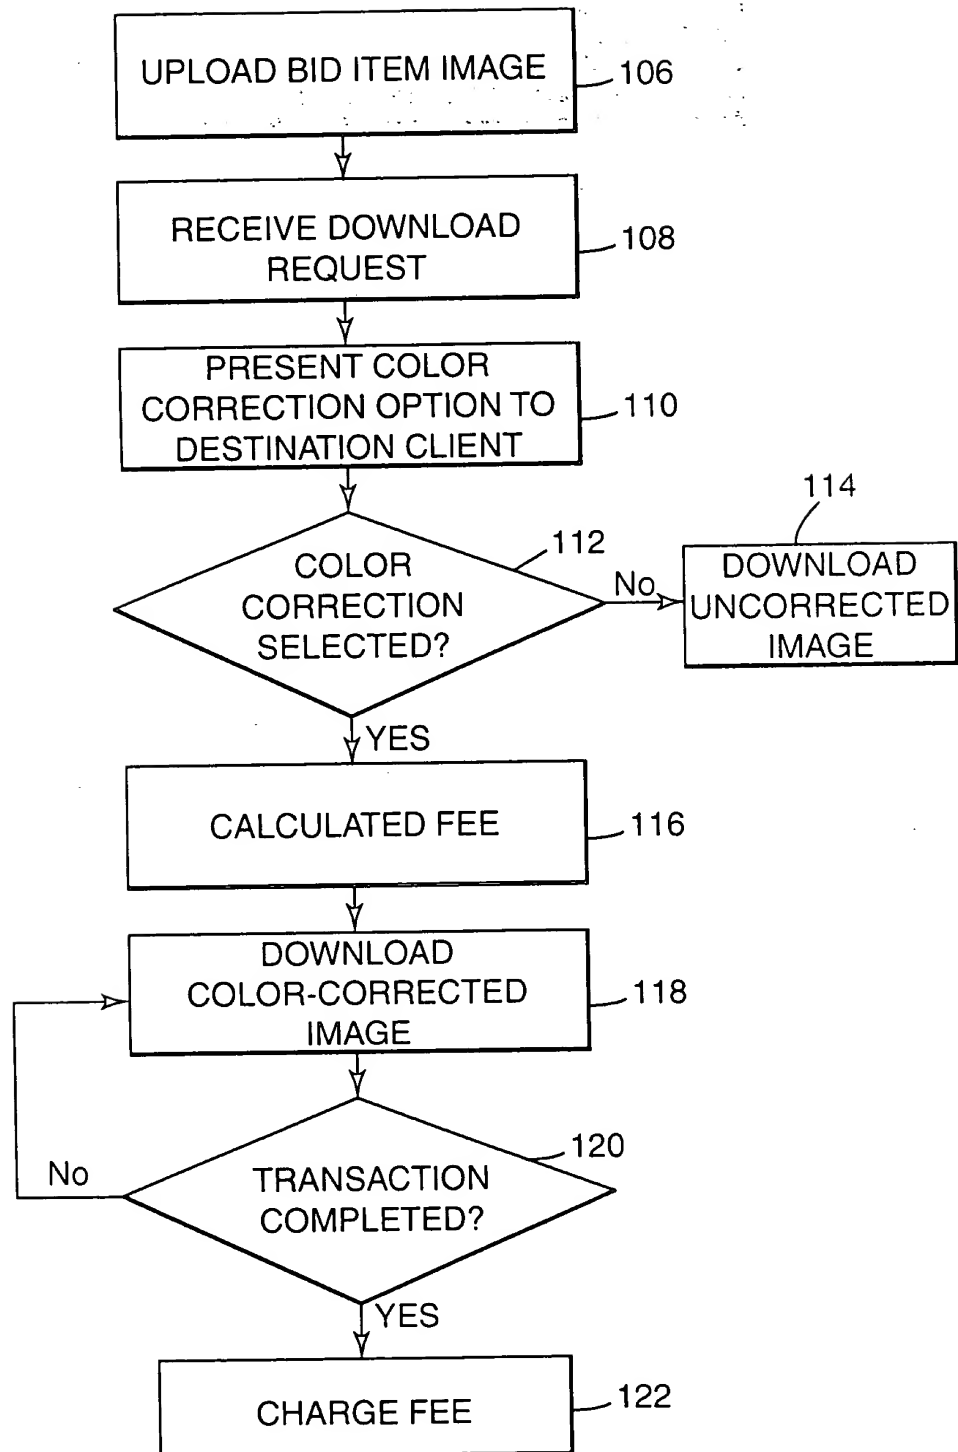 UPLOAD BID ITEM IMAGE
106
RECEIVE DOWNLOAD
REQUEST
108
PRESENT COLOR
CORRECTION OPTION TO
DESTINATION CLIENT
110
COLOR
CORRECTION
SELECTED?
112
No
114
DOWNLOAD
UNCORRECTED
IMAGE
YES
CALCULATED FEE
116
DOWNLOAD
COLOR-CORRECTED
IMAGE
118
TRANSACTION
COMPLETED?
120
No
YES
CHARGE FEE
122